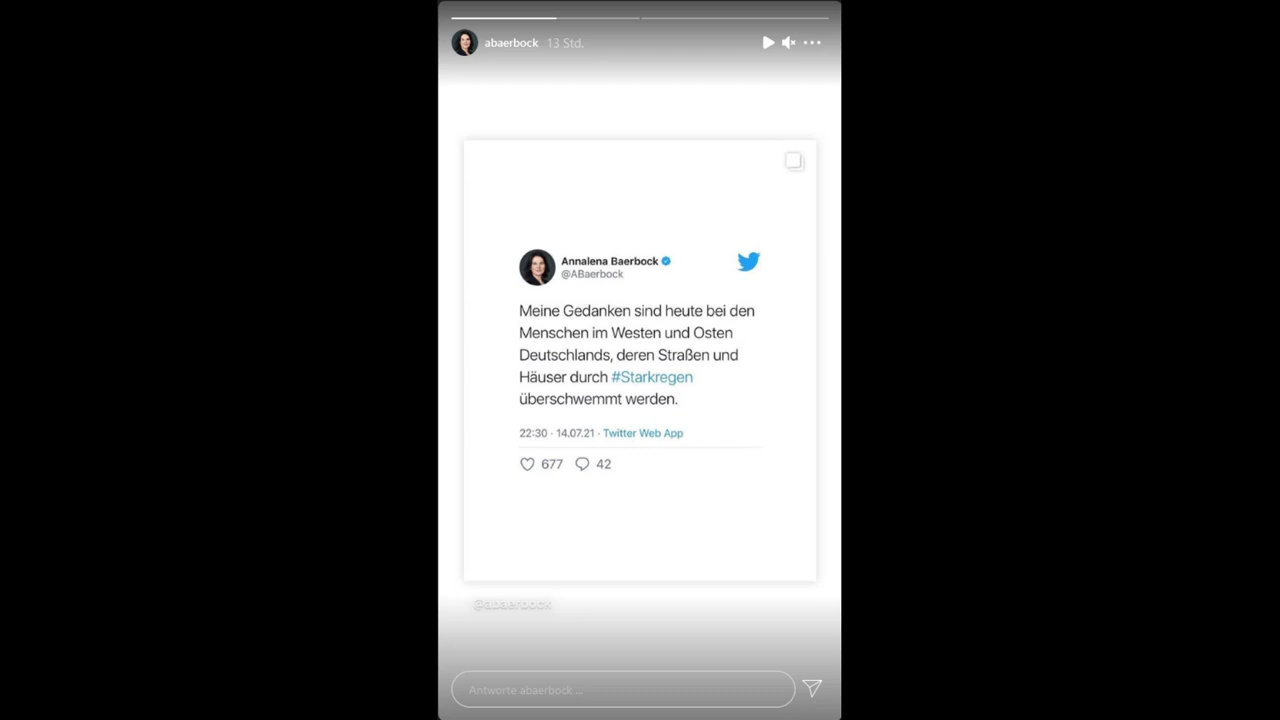 abaerbock 13 Std.
Annalena Baerbock
@ABaerbock
Meine Gedanken sind heute bei den
Menschen im Westen und Osten
Deutschlands, deren Straßen und
Häuser durch #Starkregen
überschwemmt werden.
22:30 · 14.07.21 · Twitter Web App
677 42
@abaerbock
Antworte abaerbock ...